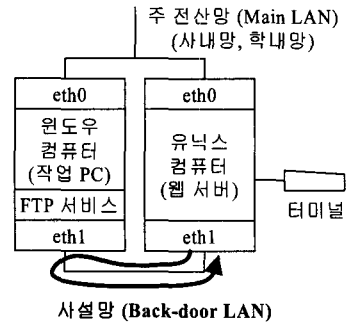 주 전산망 (Main LAN)
(사내망, 학내망)
eth0
eth0
윈도우
컴퓨터
(작업 PC)
FTP 서비스
eth1
유닉스
컴퓨터
(웹 서버)
eth1
터미널
사설망 (Back-door LAN)